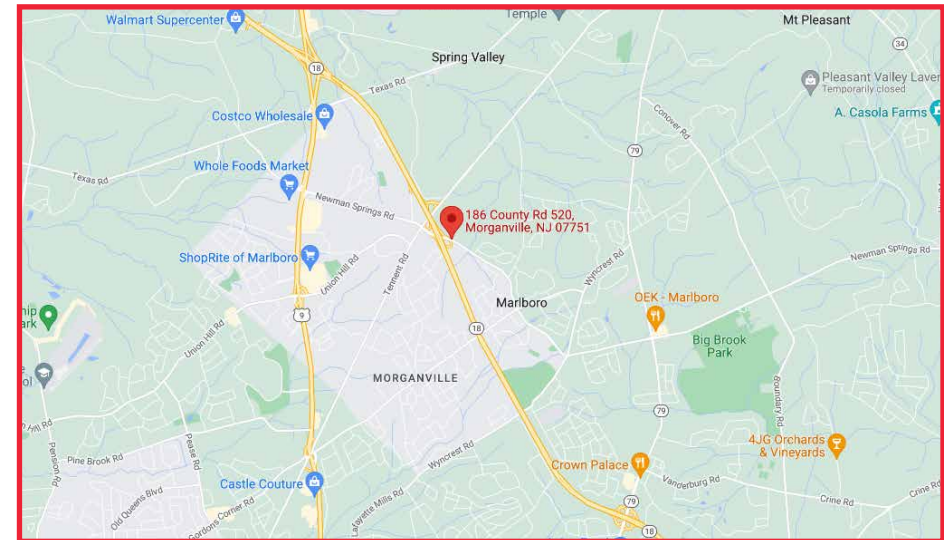 Walmart Supercenter
Temple
Mt Pleasant
34
Spring Valley
18
Texas Rd
Pleasant Valley Laver
Temporarily closed
A. Casola Farms
Costco Wholesale
Conover Rd
79
Whole Foods Market
Texas Rd
Newman Springs Rd
186 County Rd 520,
Morganville, NJ 07751
ShopRite of Marlboro
Union Hill Rd
Tennent Rd
Wyncrest Rd
Newman Springs Rd
Marlboro
OEK - Marlboro
9
18
Union Hill Rd
Big Brook
Park
MORGANVILLE
Boundary Rd
79
Pension Rd
Pine Brook Rd
Pease Rd
Wyncrest Rd
4JG Orchards
& Vineyards
Crown Palace
Vanderburg Rd
Crine Rd
Crine Rd
Castle Couture
Old Queens Blvd
Gordons Corner Rd
Lafayette Mills Rd
79
18